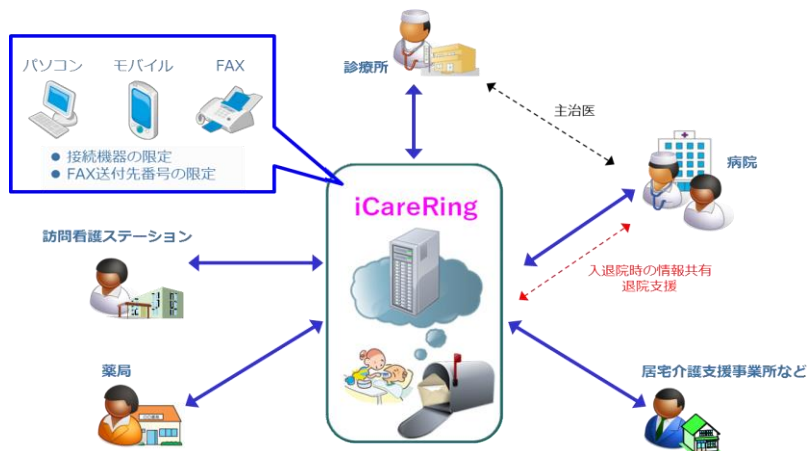 パソコン モバイル FAX
● 接続機器の限定
● FAX送付先番号の限定
診療所
主治医
病院
iCareRing
訪問看護ステーション
入退院時の情報共有
退院支援
薬局
居宅介護支援事業所など